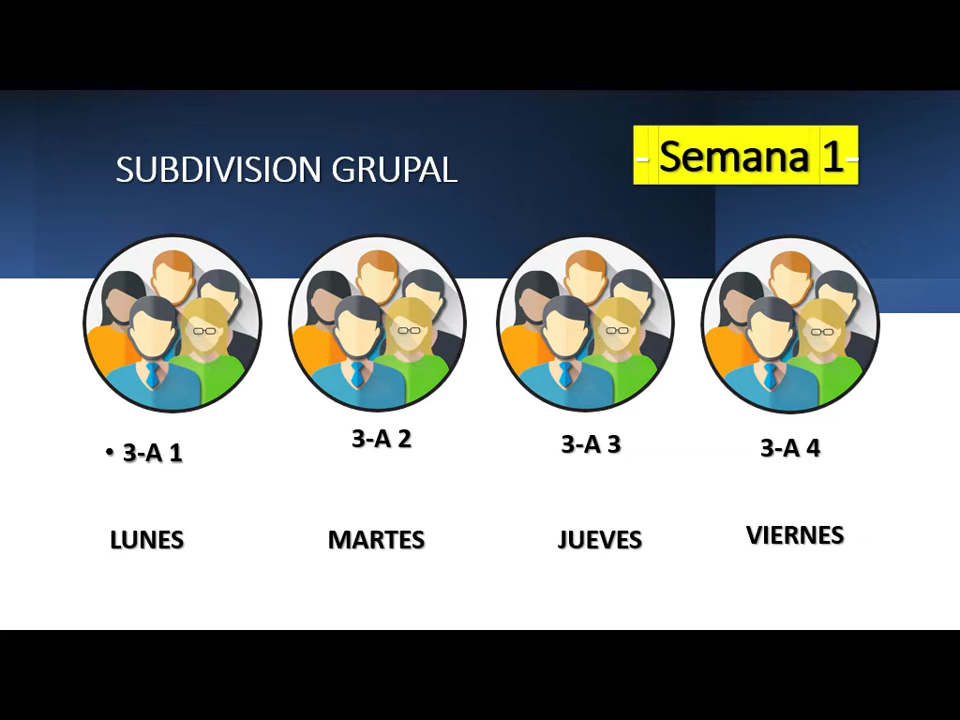 SUBDIVISION GRUPAL
- Semana 1-
• 3-A 1
3-A 2
3-A 3
3-A 4
LUNES
MARTES
JUEVES
VIERNES